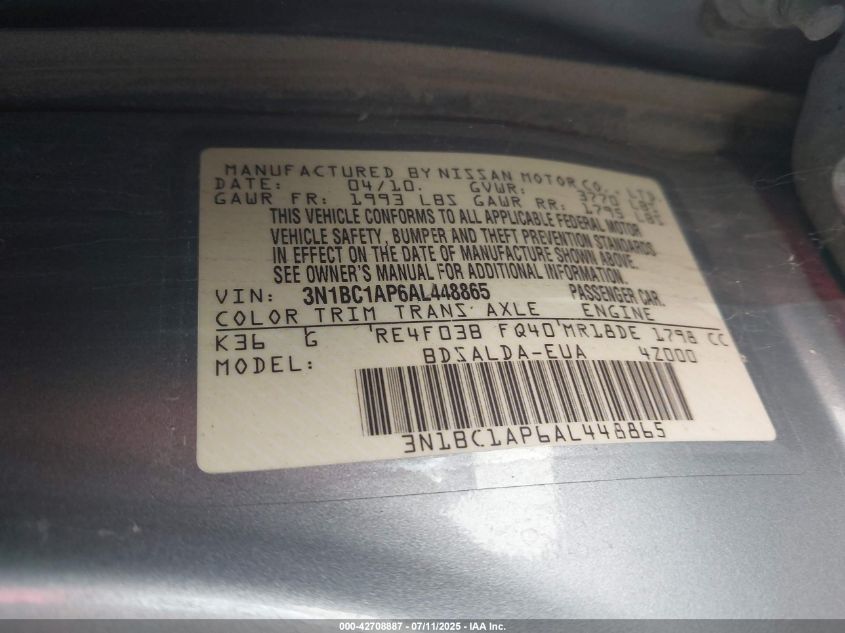 MANUFACTURED BY NISSAN MOTOR CO., LTD.
DATE: 04/10. GVWR: 3770 LBS
GAWR FR: 1993 LBS GAWR RR: 1795 LBS
THIS VEHICLE CONFORMS TO ALL APPLICABLE FEDERAL MOTOR
VEHICLE SAFETY, BUMPER AND THEFT PREVENTION STANDARDS
IN EFFECT ON THE DATE OF MANUFACTURE SHOWN ABOVE.
SEE OWNER'S MANUAL FOR ADDITIONAL INFORMATION.
VIN: 3N1BC1AP6AL448865 PASSENGER CAR.
COLOR TRIM TRANS AXLE ENGINE
K36 G RE4F03B FQ40 MR18DE 1798 CC
MODEL: BDSALDA-EUA 4Z000
3N1BC1AP6AL448865
000-42708887 - 07/11/2025 - IAA Inc.